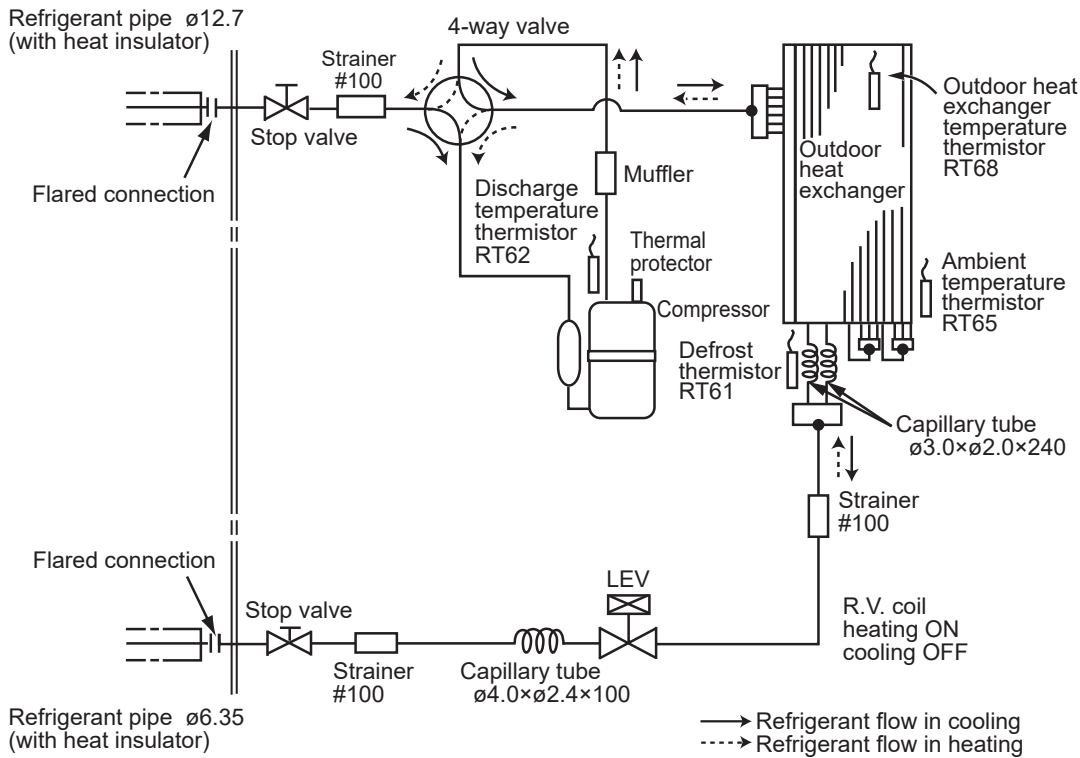 Refrigerant pipe ø12.7
(with heat insulator)
4-way valve
Strainer
#100
Stop valve
Flared connection
Muffler
Discharge
temperature
thermistor
RT62
Thermal
protector
Compressor
Outdoor
heat
exchanger
Outdoor heat
exchanger
temperature
thermistor
RT68
Ambient
temperature
thermistor
RT65
Defrost
thermistor
RT61
Capillary tube
ø3.0×ø2.0×240
Strainer
#100
Flared connection
Stop valve
Strainer
#100
Capillary tube
ø4.0×ø2.4×100
LEV
R.V. coil
heating ON
cooling OFF
Refrigerant pipe ø6.35
(with heat insulator)
Refrigerant flow in cooling
Refrigerant flow in heating